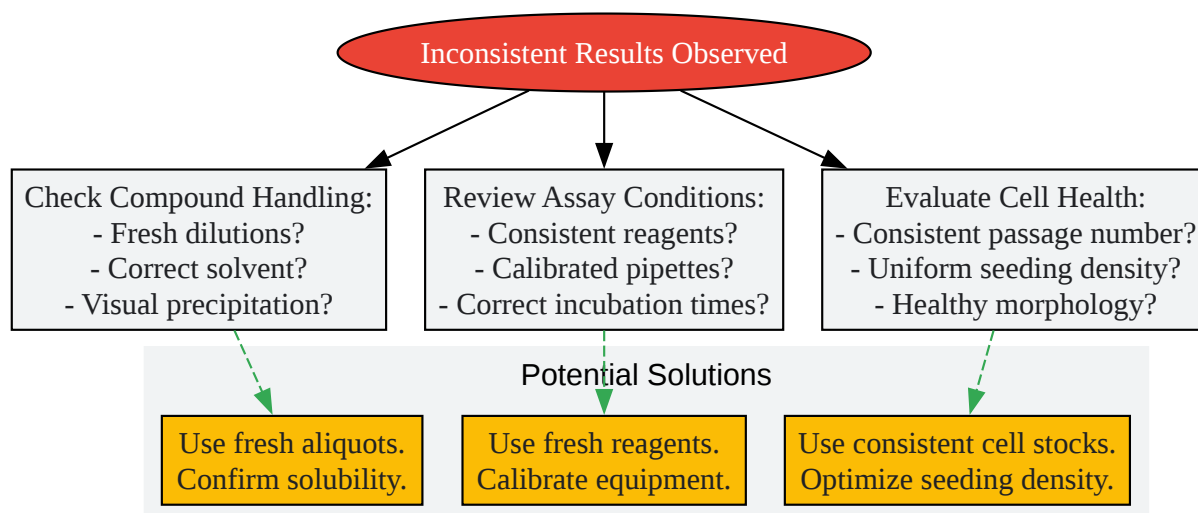 Inconsistent Results Observed
Check Compound Handling:
- Fresh dilutions?
- Correct solvent?
- Visual precipitation?
Review Assay Conditions:
- Consistent reagents?
- Calibrated pipettes?
- Correct incubation times?
Evaluate Cell Health:
- Consistent passage number?
- Uniform seeding density?
- Healthy morphology?
Potential Solutions
Use fresh aliquots.
Confirm solubility.
Use fresh reagents.
Calibrate equipment.
Use consistent cell stocks.
Optimize seeding density.